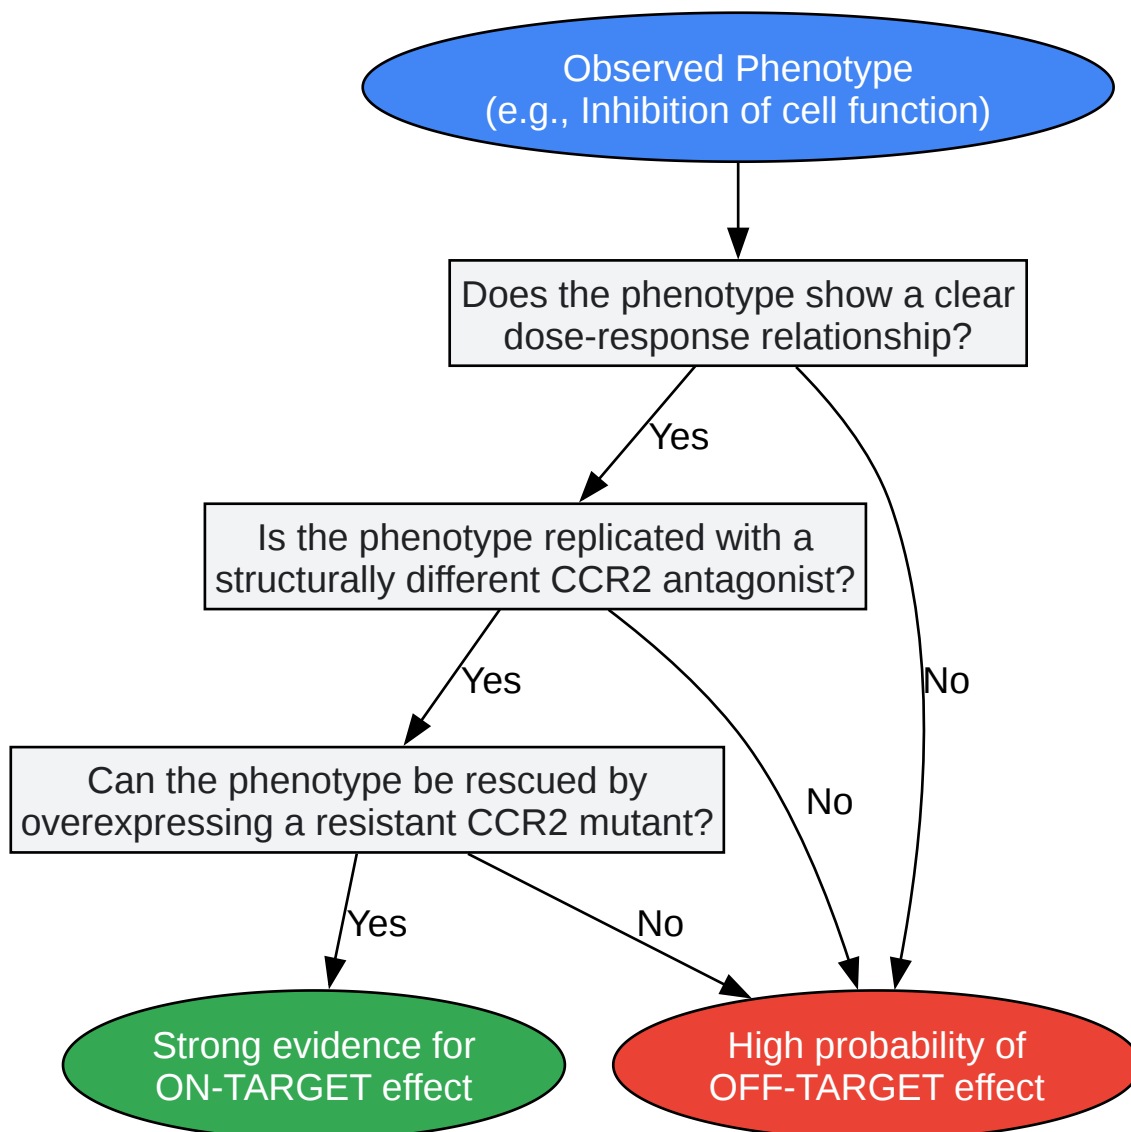 Observed Phenotype
(e.g., Inhibition of cell function)
Does the phenotype show a clear
dose-response relationship?
Yes
No
Is the phenotype replicated with a
structurally different CCR2 antagonist?
Yes
No
Can the phenotype be rescued by
overexpressing a resistant CCR2 mutant?
Yes
No
Strong evidence for
ON-TARGET effect
High probability of
OFF-TARGET effect